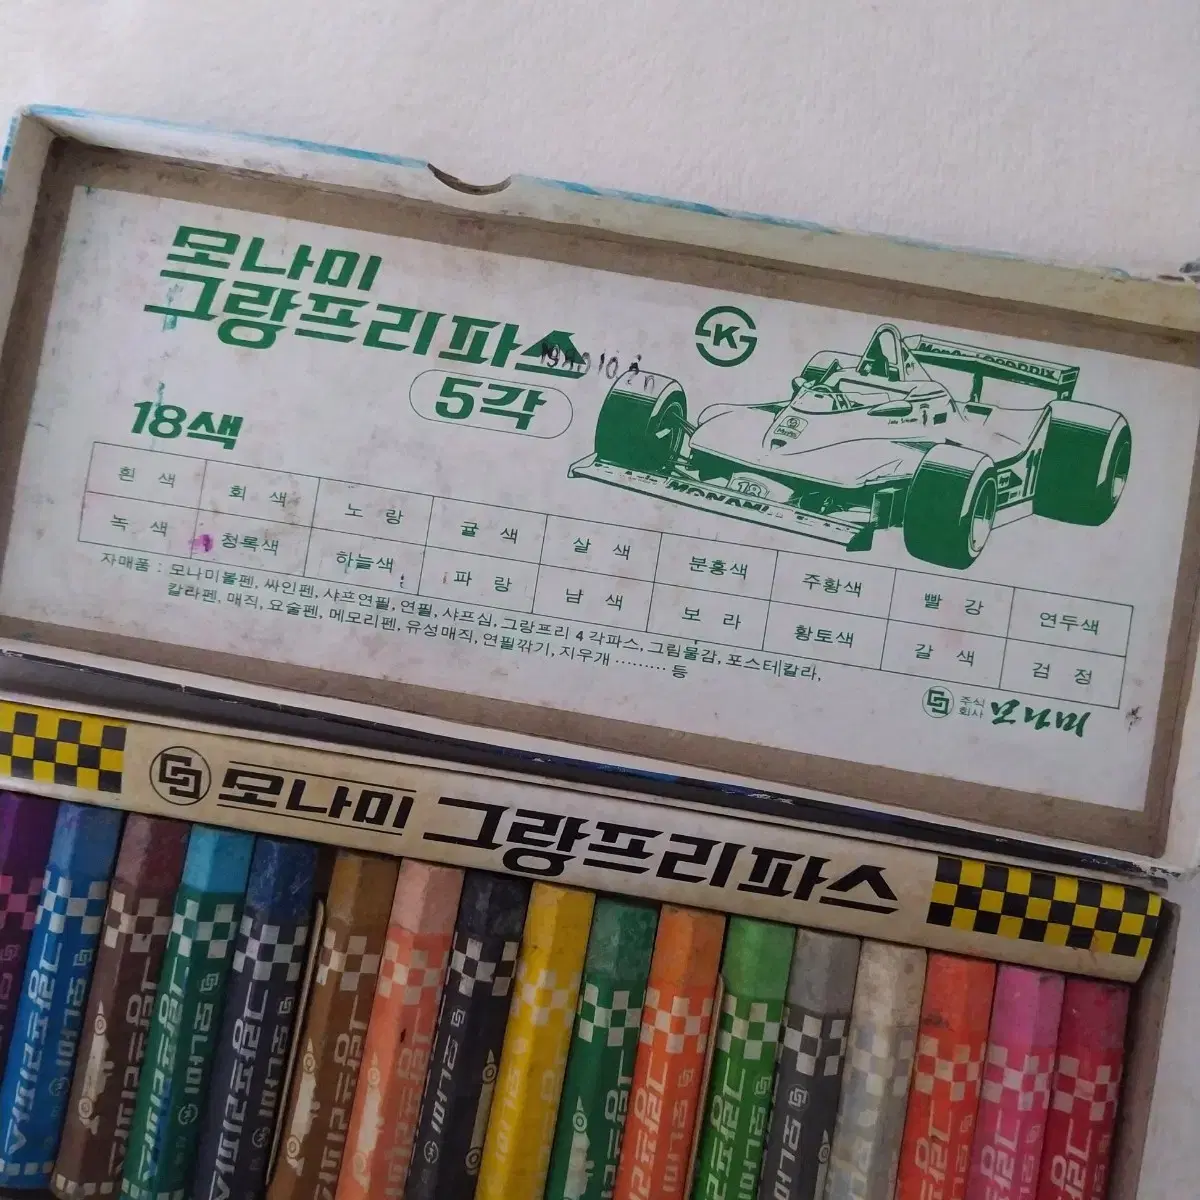 모나미
그랑프리파스
5각
K
18색
흰 색 회 색 노 랑 귤 색 살 색 분홍색 주황색 빨 강 연두색
녹 색 청록색 하늘색 파 랑 남 색 보 라 황토색 갈 색 검 정
자매품 : 모나미볼펜, 싸인펜, 샤프연필, 연필, 샤프심, 그랑프리 4각파스, 그림물감, 포스테칼라,
칼라펜, 매직, 요술펜, 메모리펜, 유성매직, 연필깎기, 지우개 ········· 등
MONAMI
18
11
주식
회사 모나미
모나미 그랑프리파스